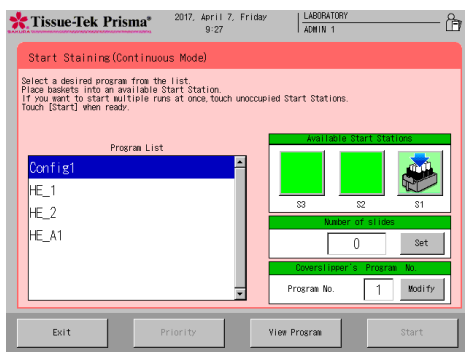 SAKURA Tissue-Tek Prisma®
2017, April 7, Friday
9:27
LABORATORY
ADMIN 1
Start Staining(Continuous Mode)
Select a desired program from the list.
Place baskets into an available Start Station.
If you want to start multiple runs at once,touch unoccupied Start Stations.
Touch [Start] when ready.
Program List
Config1
HE_1
HE_2
HE_A1
Available Start Stations
S3 S2 S1
Number of slides
0 Set
Coverslipper's Program No.
Program No. 1 Modify
Exit Priority View Program Start